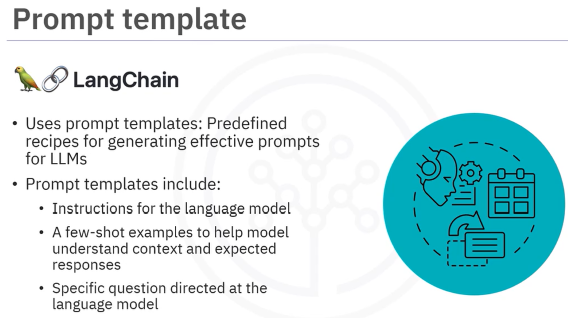 Prompt template
LangChain
• Uses prompt templates: Predefined
recipes for generating effective prompts
for LLMs
• Prompt templates include:
• Instructions for the language model
• A few-shot examples to help model
understand context and expected
responses
• Specific question directed at the
language model